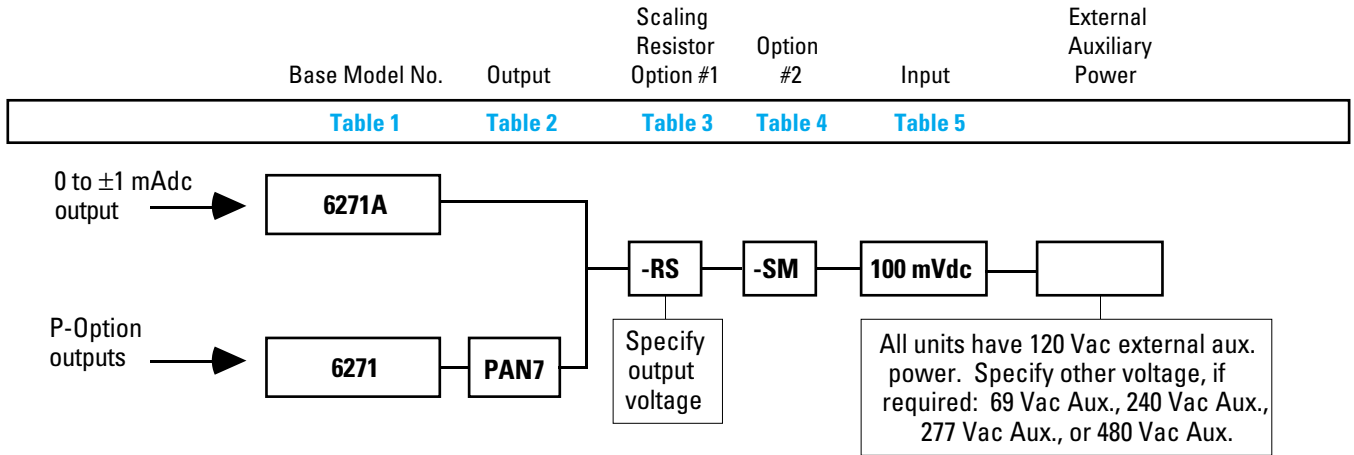 Scaling
Resistor
Option #1
External
Auxiliary
Power
Base Model No.
Output
Option
#2
Input
Table 1
Table 2
Table 3
Table 4
Table 5
0 to ±1 mAdc
output
6271A
P-Option
outputs
6271
PAN7
-RS
-SM
100 mVdc
Specify
output
voltage
All units have 120 Vac external aux.
power. Specify other voltage, if
required: 69 Vac Aux., 240 Vac Aux.,
277 Vac Aux., or 480 Vac Aux.